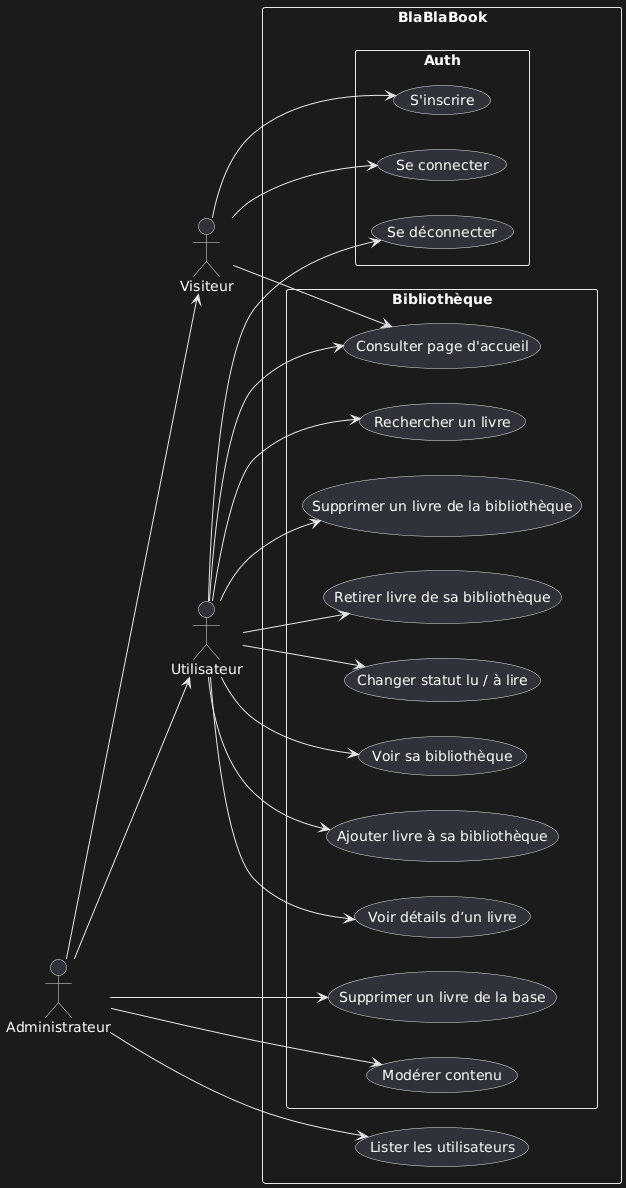 BlaBlaBook
Auth
S'inscrire
Se connecter
Se déconnecter
Visiteur
Bibliothèque
Consulter page d'accueil
Rechercher un livre
Supprimer un livre de la bibliothèque
Retirer livre de sa bibliothèque
Utilisateur
Changer statut lu / à lire
Voir sa bibliothèque
Ajouter livre à sa bibliothèque
Voir détails d’un livre
Supprimer un livre de la base
Administrateur
Modérer contenu
Lister les utilisateurs